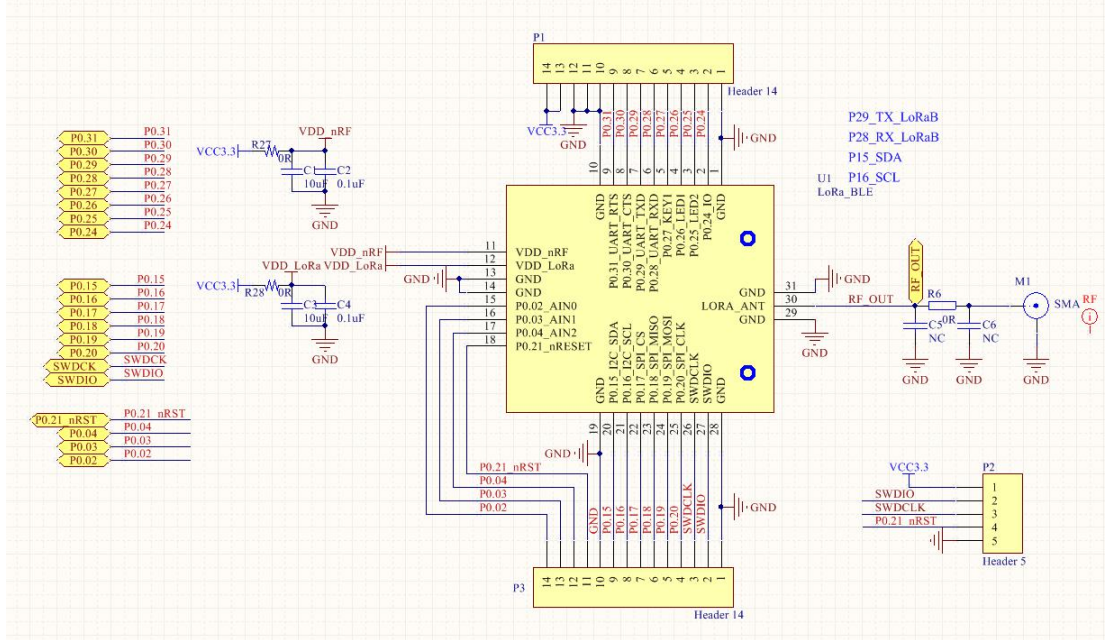 P1
14 13 12 11 10 9 8 7 6 5 4 3 2 1
Header 14
VCC3.3
GND
P0.31
P0.30
P0.29
P0.28
P0.27
P0.26
P0.25
P0.24
GND
P29_TX_LoRaB
P28_RX_LoRaB
P15_SDA
P16_SCL
U1
LoRa_BLE
P0.31 P0.31
P0.30 P0.30
P0.29 P0.29
P0.28 P0.28
P0.27 P0.27
P0.26 P0.26
P0.25 P0.25
P0.24 P0.24
VDD_nRF
VCC3.3
R27
0R
C1
10uF
C2
0.1uF
GND
10 9 8 7 6 5 4 3 2 1
GND
P0.31_UART_RTS
P0.30_UART_CTS
P0.29_UART_TXD
P0.28_UART_RXD
P0.27_KEY1
P0.26_LED1
P0.25_LED2
P0.24_IO
GND
VDD_nRF 11 VDD_nRF
VDD_LoRa 12 VDD_LoRa
GND 13 GND
14 GND
15 P0.02_AIN0
16 P0.03_AIN1
17 P0.04_AIN2
18 P0.21_nRESET
VDD_LoRa
VCC3.3
R28
0R
C3
10uF
C4
0.1uF
GND
P0.15 P0.15
P0.16 P0.16
P0.17 P0.17
P0.18 P0.18
P0.19 P0.19
P0.20 P0.20
SWDCK SWDCK
SWDIO SWDIO
P0.21_nRST P0.21_nRST
P0.04 P0.04
P0.03 P0.03
P0.02 P0.02
GND 31 GND
LORA_ANT 30 RF_OUT
GND 29
GND
RF_OUT
R6
0R
C5
NC
C6
NC
GND
GND
GND
M1
SMA
RF
i
GND
P0.15_I2C_SDA
P0.16_I2C_SCL
P0.17_SPI_CS
P0.18_SPI_MISO
P0.19_SPI_MOSI
P0.20_SPI_CLK
SWDCLK
SWDIO
GND
19 20 21 22 23 24 25 26 27 28
GND
P0.21_nRST
P0.04
P0.03
P0.02
GND
P0.15
P0.16
P0.17
P0.18
P0.19
P0.20
SWDCLK
SWDIO
GND
P3
14 13 12 11 10 9 8 7 6 5 4 3 2 1
Header 14
VCC3.3
P2
1
SWDIO 2
SWDCLK 3
P0.21_nRST 4
5
Header 5